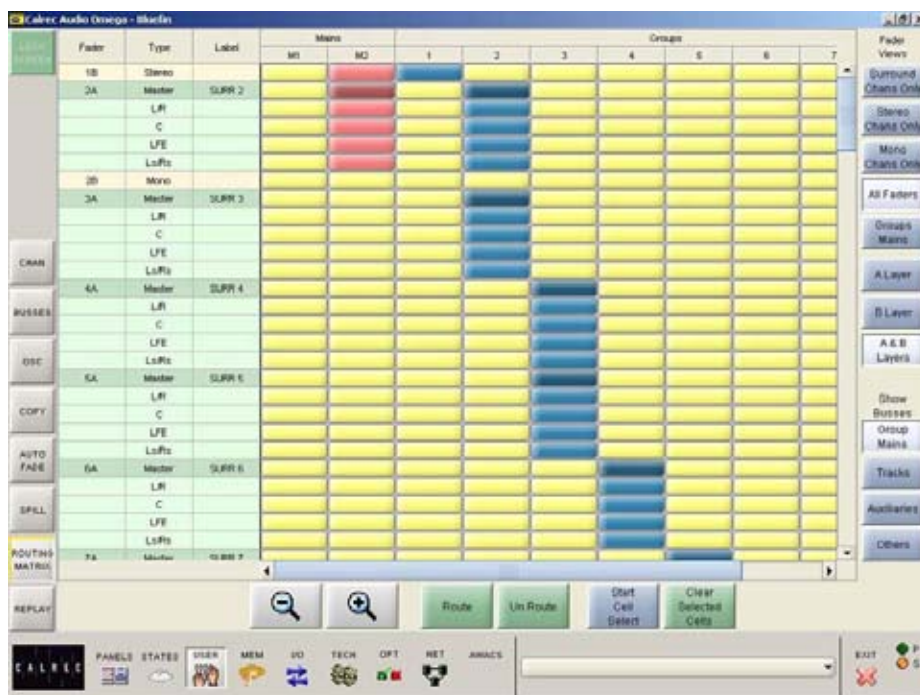 Calrec Audio Omega - Bluefin
Fader Type Label Mains Groups
M1 M2 1 2 3 4 5 6 7
1B Stereo
2A Master SURR 2
L/R
C
LFE
Ls/Rs
2B Mono
3A Master SURR 3
L/R
C
LFE
Ls/Rs
4A Master SURR 4
L/R
C
LFE
Ls/Rs
5A Master SURR 5
L/R
C
LFE
Ls/Rs
6A Master SURR 6
L/R
C
LFE
Ls/Rs
7A Master SURR 7
CHAN
BUSSES
OSC
COPY
AUTO
FADE
SPILL
ROUTING
MATRIX
REPLAY
Fader
Views
Surround
Chans Only
Stereo
Chans Only
Mono
Chans Only
All Faders
Groups
Mains
A Layer
B Layer
A & B
Layers
Show
Busses
Group
Mains
Tracks
Auxiliaries
Others
Route
Un Route
Start
Cell
Select
Clear
Selected
Cells
CALREC
PANELS STATES USER MEM I/O TECH OPT NET AWACS
EXIT